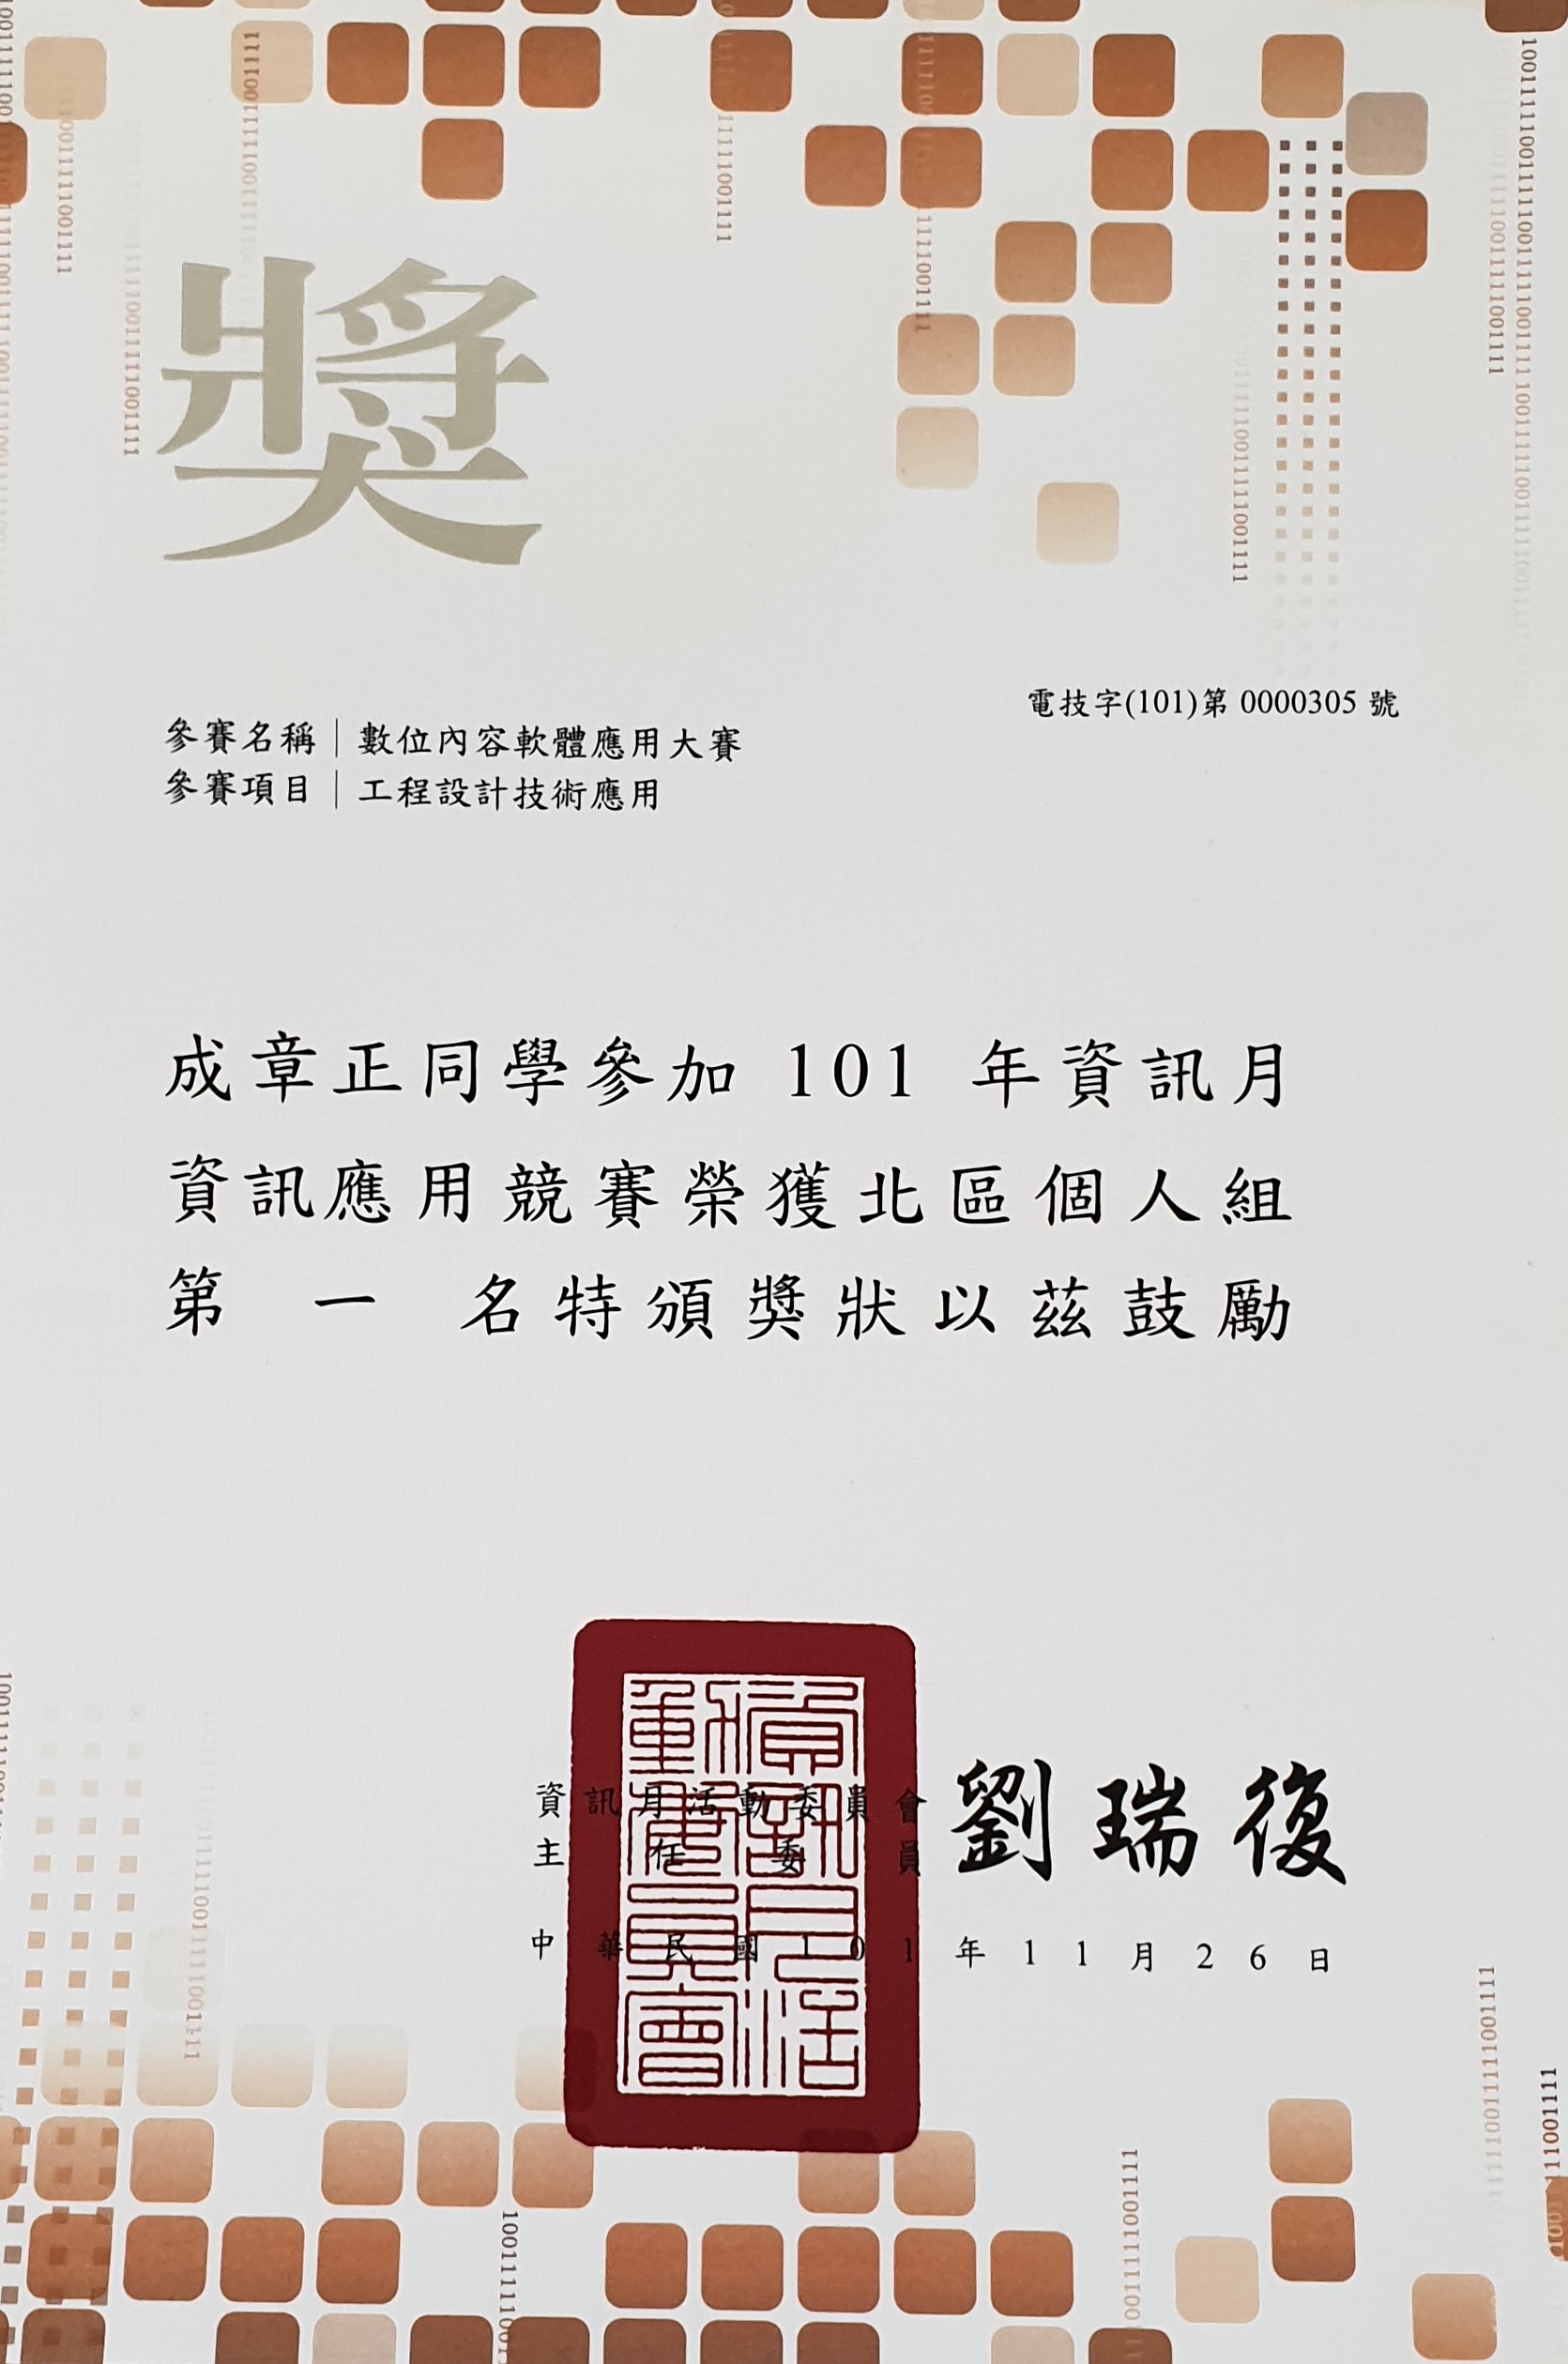 獎
電技字(101)第 0000305 號
參賽名稱｜數位內容軟體應用大賽
參賽項目｜工程設計技術應用
成章正同學參加 101 年資訊月
資訊應用競賽榮獲北區個人組
第一名特頒獎狀以茲鼓勵
資訊月活動委員會
主任委員
劉瑞復
中華民國101年11月26日
資訊月活動委員會